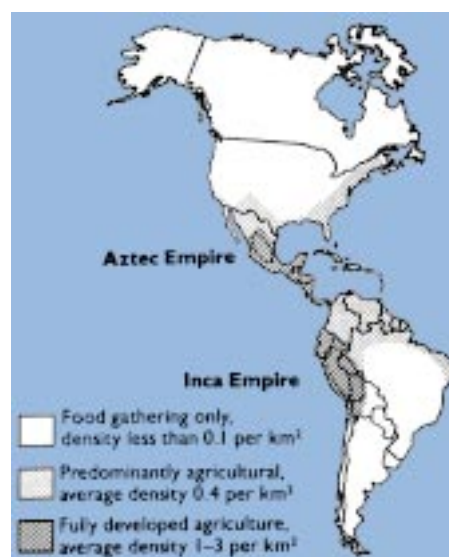 Aztec Empire
Inca Empire
Food gathering only,
density less than 0.1 per km²
Predominantly agricultural,
average density 0.4 per km²
Fully developed agriculture,
average density 1–3 per km²